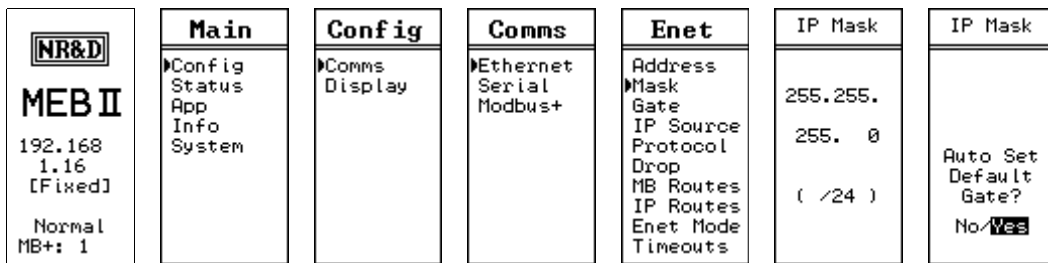 NR&D
MEB II
192.168
1.16
[Fixed]
Normal
MB+: 1
Main
Config
Status
App
Info
System
Config
Comms
Display
Comms
Ethernet
Serial
Modbus+
Enet
Address
Mask
Gate
IP Source
Protocol
Drop
MB Routes
IP Routes
Enet Mode
Timeouts
IP Mask
255.255.
255. 0
( /24 )
IP Mask
Auto Set
Default
Gate?
No/Yes